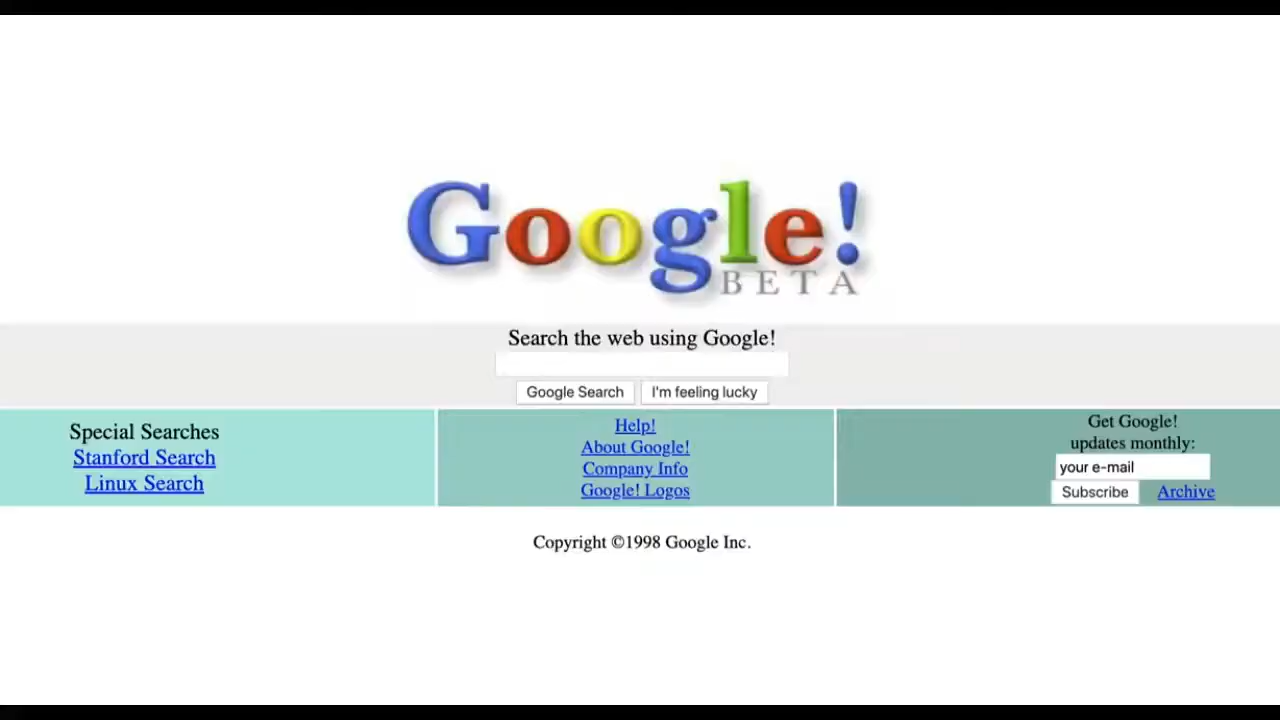 Google!
BETA
Search the web using Google!
Google Search I'm feeling lucky
Special Searches
Stanford Search
Linux Search
Help!
About Google!
Company Info
Google! Logos
Get Google!
updates monthly:
your e-mail
Subscribe Archive
Copyright ©1998 Google Inc.